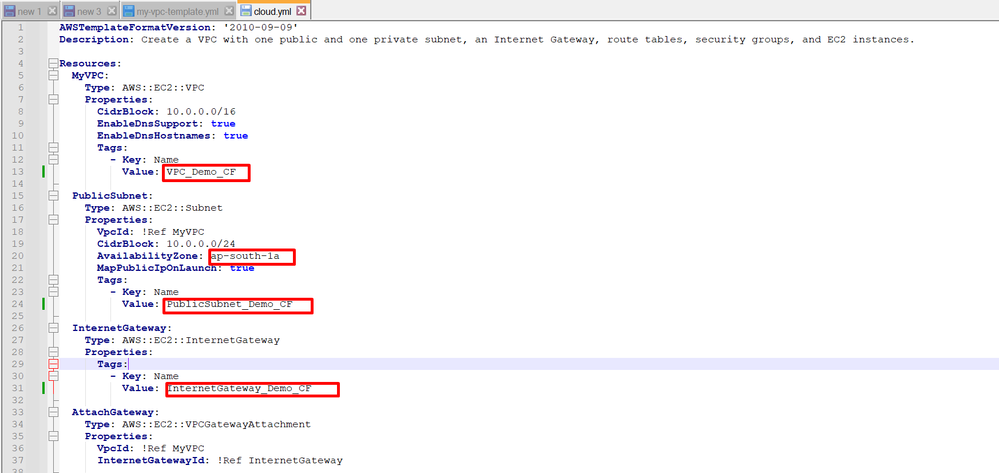 new 1 new 3 my-vpc-template.yml cloud.yml
1 AWSTemplateFormatVersion: '2010-09-09'
2 Description: Create a VPC with one public and one private subnet, an Internet Gateway, route tables, security groups, and EC2 instances.
3
4 Resources:
5 MyVPC:
6 Type: AWS::EC2::VPC
7 Properties:
8 CidrBlock: 10.0.0.0/16
9 EnableDnsSupport: true
10 EnableDnsHostnames: true
11 Tags:
12 - Key: Name
13 Value: VPC_Demo_CF
14
15 PublicSubnet:
16 Type: AWS::EC2::Subnet
17 Properties:
18 VpcId: !Ref MyVPC
19 CidrBlock: 10.0.0.0/24
20 AvailabilityZone: ap-south-1a
21 MapPublicIpOnLaunch: true
22 Tags:
23 - Key: Name
24 Value: PublicSubnet_Demo_CF
25
26 InternetGateway:
27 Type: AWS::EC2::InternetGateway
28 Properties:
29 Tags:
30 - Key: Name
31 Value: InternetGateway_Demo_CF
32
33 AttachGateway:
34 Type: AWS::EC2::VPCGatewayAttachment
35 Properties:
36 VpcId: !Ref MyVPC
37 InternetGatewayId: !Ref InternetGateway
38